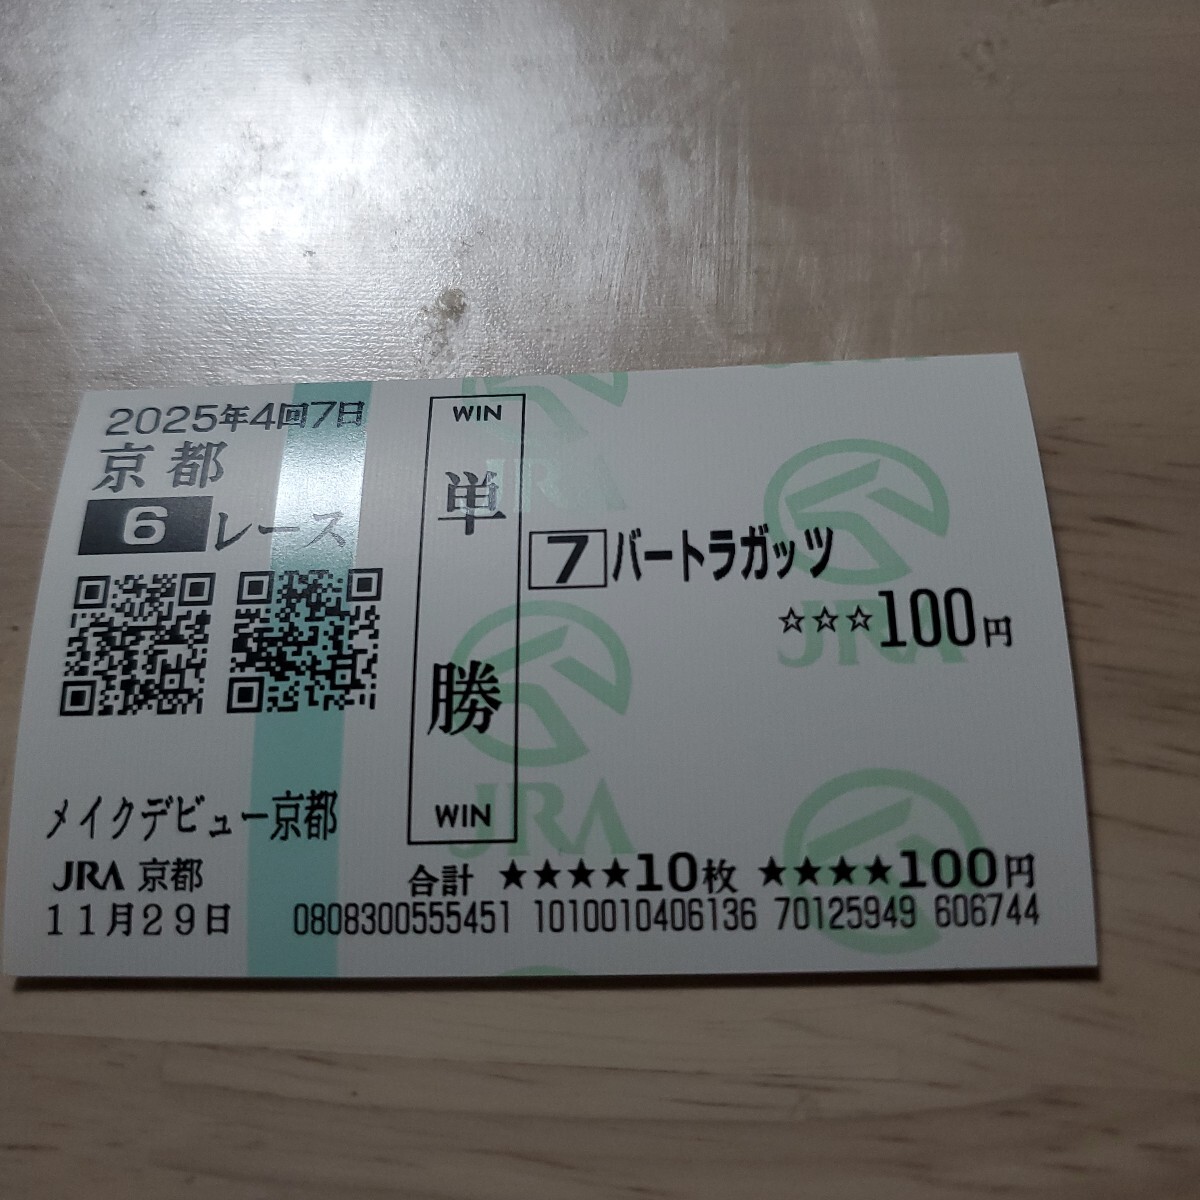 2025年4回7日
京都
6レース
WIN
単勝
WIN
7 バートラガッツ
☆☆☆100円
メイクデビュー京都
JRA 京都
11月29日
合計 ★★★★10枚 ★★★★100円
0808300555451 1010010406136 70125949 606744
JRA
JRA
JRA